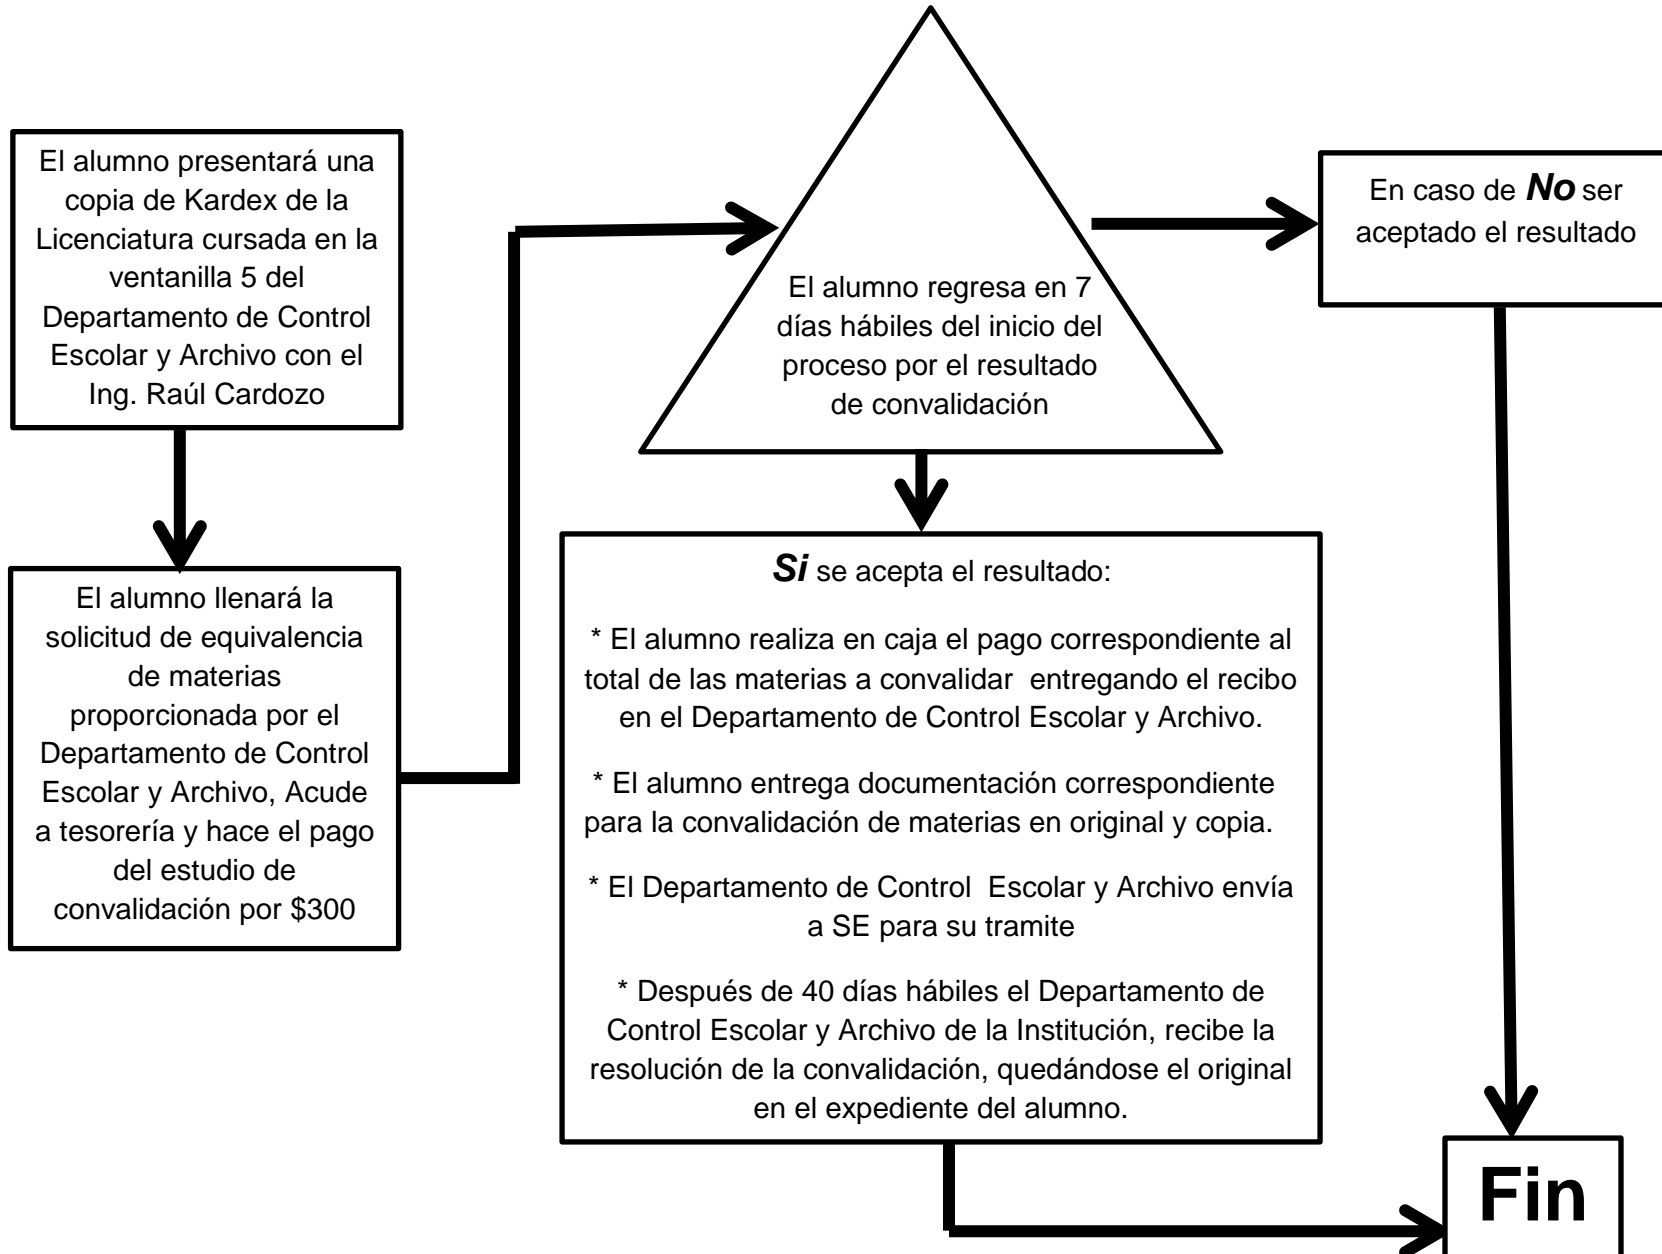 El alumno presentará una
copia de Kardex de la
Licenciatura cursada en la
ventanilla 5 del
Departamento de Control
Escolar y Archivo con el
Ing. Raúl Cardozo
El alumno llenará la
solicitud de equivalencia
de materias
proporcionada por el
Departamento de Control
Escolar y Archivo, Acude
a tesorería y hace el pago
del estudio de
convalidación por $300
El alumno regresa en 7
días hábiles del inicio del
proceso por el resultado
de convalidación
En caso de No ser
aceptado el resultado
Si se acepta el resultado:
* El alumno realiza en caja el pago correspondiente al
total de las materias a convalidar entregando el recibo
en el Departamento de Control Escolar y Archivo.
* El alumno entrega documentación correspondiente
para la convalidación de materias en original y copia.
* El Departamento de Control Escolar y Archivo envía
a SE para su tramite
* Después de 40 días hábiles el Departamento de
Control Escolar y Archivo de la Institución, recibe la
resolución de la convalidación, quedándose el original
en el expediente del alumno.
Fin